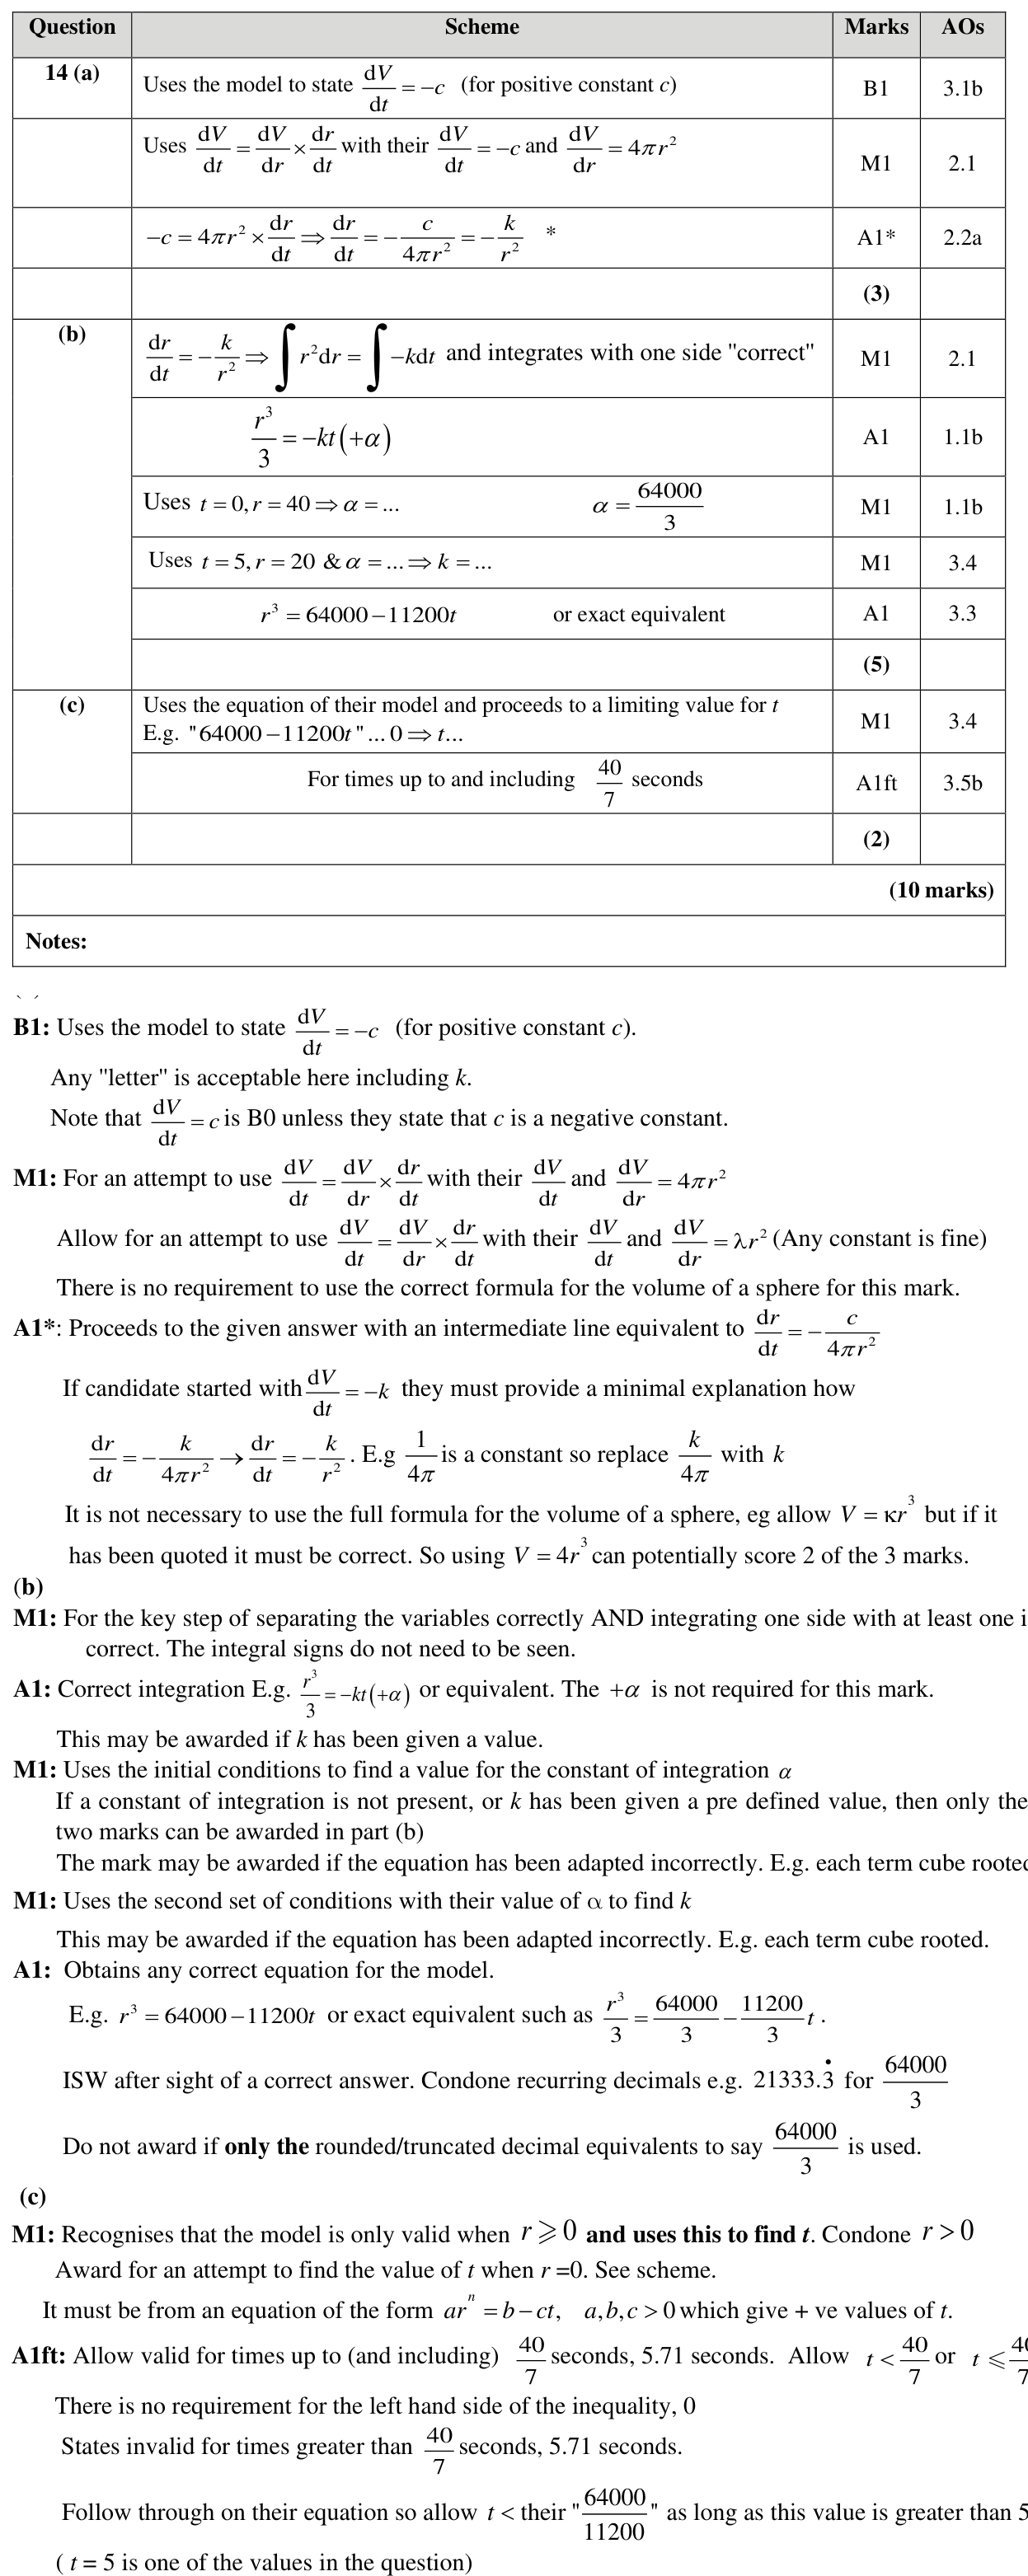 Question Scheme Marks AOs
14 (a) Uses the model to state dV/dt = −c (for positive constant c) B1 3.1b
Uses dV/dt = dV/dr × dr/dt with their dV/dt = −c and dV/dr = 4πr² M1 2.1
−c = 4πr² × dr/dt ⇒ dr/dt = −c/(4πr²) = −k/r² * A1* 2.2a
(3)
(b) dr/dt = −k/r² ⇒ ∫ r²dr = ∫ −kdt and integrates with one side "correct" M1 2.1
r³/3 = −kt(+α) A1 1.1b
Uses t = 0, r = 40 ⇒ α = ... α = 64000/3 M1 1.1b
Uses t = 5, r = 20 & α = ... ⇒ k = ... M1 3.4
r³ = 64000 − 11200t or exact equivalent A1 3.3
(5)
(c) Uses the equation of their model and proceeds to a limiting value for t
E.g. "64000 − 11200t" ... 0 ⇒ t... M1 3.4
For times up to and including 40/7 seconds A1ft 3.5b
(2)
(10 marks)
Notes:
B1: Uses the model to state dV/dt = −c (for positive constant c).
Any "letter" is acceptable here including k.
Note that dV/dt = c is B0 unless they state that c is a negative constant.
M1: For an attempt to use dV/dt = dV/dr × dr/dt with their dV/dt and dV/dr = 4πr²
Allow for an attempt to use dV/dt = dV/dr × dr/dt with their dV/dt and dV/dr = λr² (Any constant is fine)
There is no requirement to use the correct formula for the volume of a sphere for this mark.
A1*: Proceeds to the given answer with an intermediate line equivalent to dr/dt = −c/(4πr²)
If candidate started with dV/dt = −k they must provide a minimal explanation how
dr/dt = −k/(4πr²) → dr/dt = −k/r². E.g 1/4π is a constant so replace k/4π with k
It is not necessary to use the full formula for the volume of a sphere, eg allow V = κr³ but if it
has been quoted it must be correct. So using V = 4r³ can potentially score 2 of the 3 marks.
(b)
M1: For the key step of separating the variables correctly AND integrating one side with at least one i
correct. The integral signs do not need to be seen.
A1: Correct integration E.g. r³/3 = −kt(+α) or equivalent. The +α is not required for this mark.
This may be awarded if k has been given a value.
M1: Uses the initial conditions to find a value for the constant of integration α
If a constant of integration is not present, or k has been given a pre defined value, then only the
two marks can be awarded in part (b)
The mark may be awarded if the equation has been adapted incorrectly. E.g. each term cube rooted
M1: Uses the second set of conditions with their value of α to find k
This may be awarded if the equation has been adapted incorrectly. E.g. each term cube rooted.
A1: Obtains any correct equation for the model.
E.g. r³ = 64000 − 11200t or exact equivalent such as r³/3 = 64000/3 − 11200/3 t .
ISW after sight of a correct answer. Condone recurring decimals e.g. 21333.3̇ for 64000/3
Do not award if only the rounded/truncated decimal equivalents to say 64000/3 is used.
(c)
M1: Recognises that the model is only valid when r ⩾ 0 and uses this to find t. Condone r > 0
Award for an attempt to find the value of t when r =0. See scheme.
It must be from an equation of the form arⁿ = b − ct, a,b,c > 0 which give + ve values of t.
A1ft: Allow valid for times up to (and including) 40/7 seconds, 5.71 seconds. Allow t < 40/7 or t ⩽
There is no requirement for the left hand side of the inequality, 0
States invalid for times greater than 40/7 seconds, 5.71 seconds.
Follow through on their equation so allow t < their "64000/11200" as long as this value is greater than 5
( t = 5 is one of the values in the question)